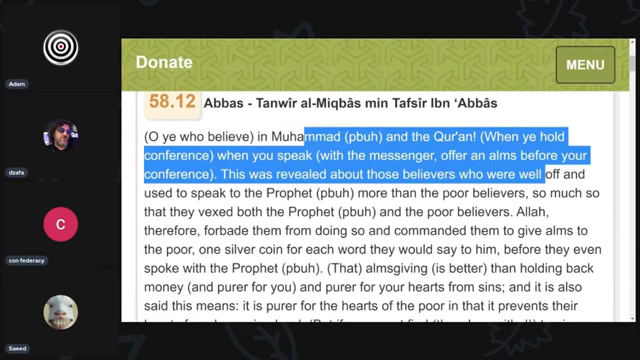 Donate
MENU
58.12 Abbas - Tanwîr al-Miqbâs min Tafsîr Ibn ‘Abbâs
(O ye who believe) in Muhammad (pbuh) and the Qur'an! (When ye hold
conference) when you speak (with the messenger, offer an alms before your
conference). This was revealed about those believers who were well off and
used to speak to the Prophet (pbuh) more than the poor believers, so much so
that they vexed both the Prophet (pbuh) and the poor believers. Allah,
therefore, forbade them from doing so and commanded them to give alms to
the poor, one silver coin for each word they would say to him, before they even
spoke with the Prophet (pbuh). (That) almsgiving (is better) than holding back
money (and purer for you) and purer for your hearts from sins; and it is also
said this means: it is purer for the hearts of the poor in that it prevents their
Adam
dzafa
C
con federacy
Saeed